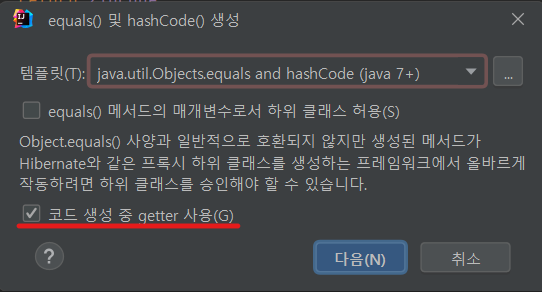 equals() 및 hashCode() 생성
템플릿(T): java.util.Objects.equals and hashCode (java 7+) ...
equals() 메서드의 매개변수로서 하위 클래스 허용(S)
Object.equals() 사양과 일반적으로 호환되지 않지만 생성된 메서드가
Hibernate와 같은 프록시 하위 클래스를 생성하는 프레임워크에서 올바르게
작동하려면 하위 클래스를 승인해야 할 수 있습니다.
코드 생성 중 getter 사용(G)
? 다음(N) 취소